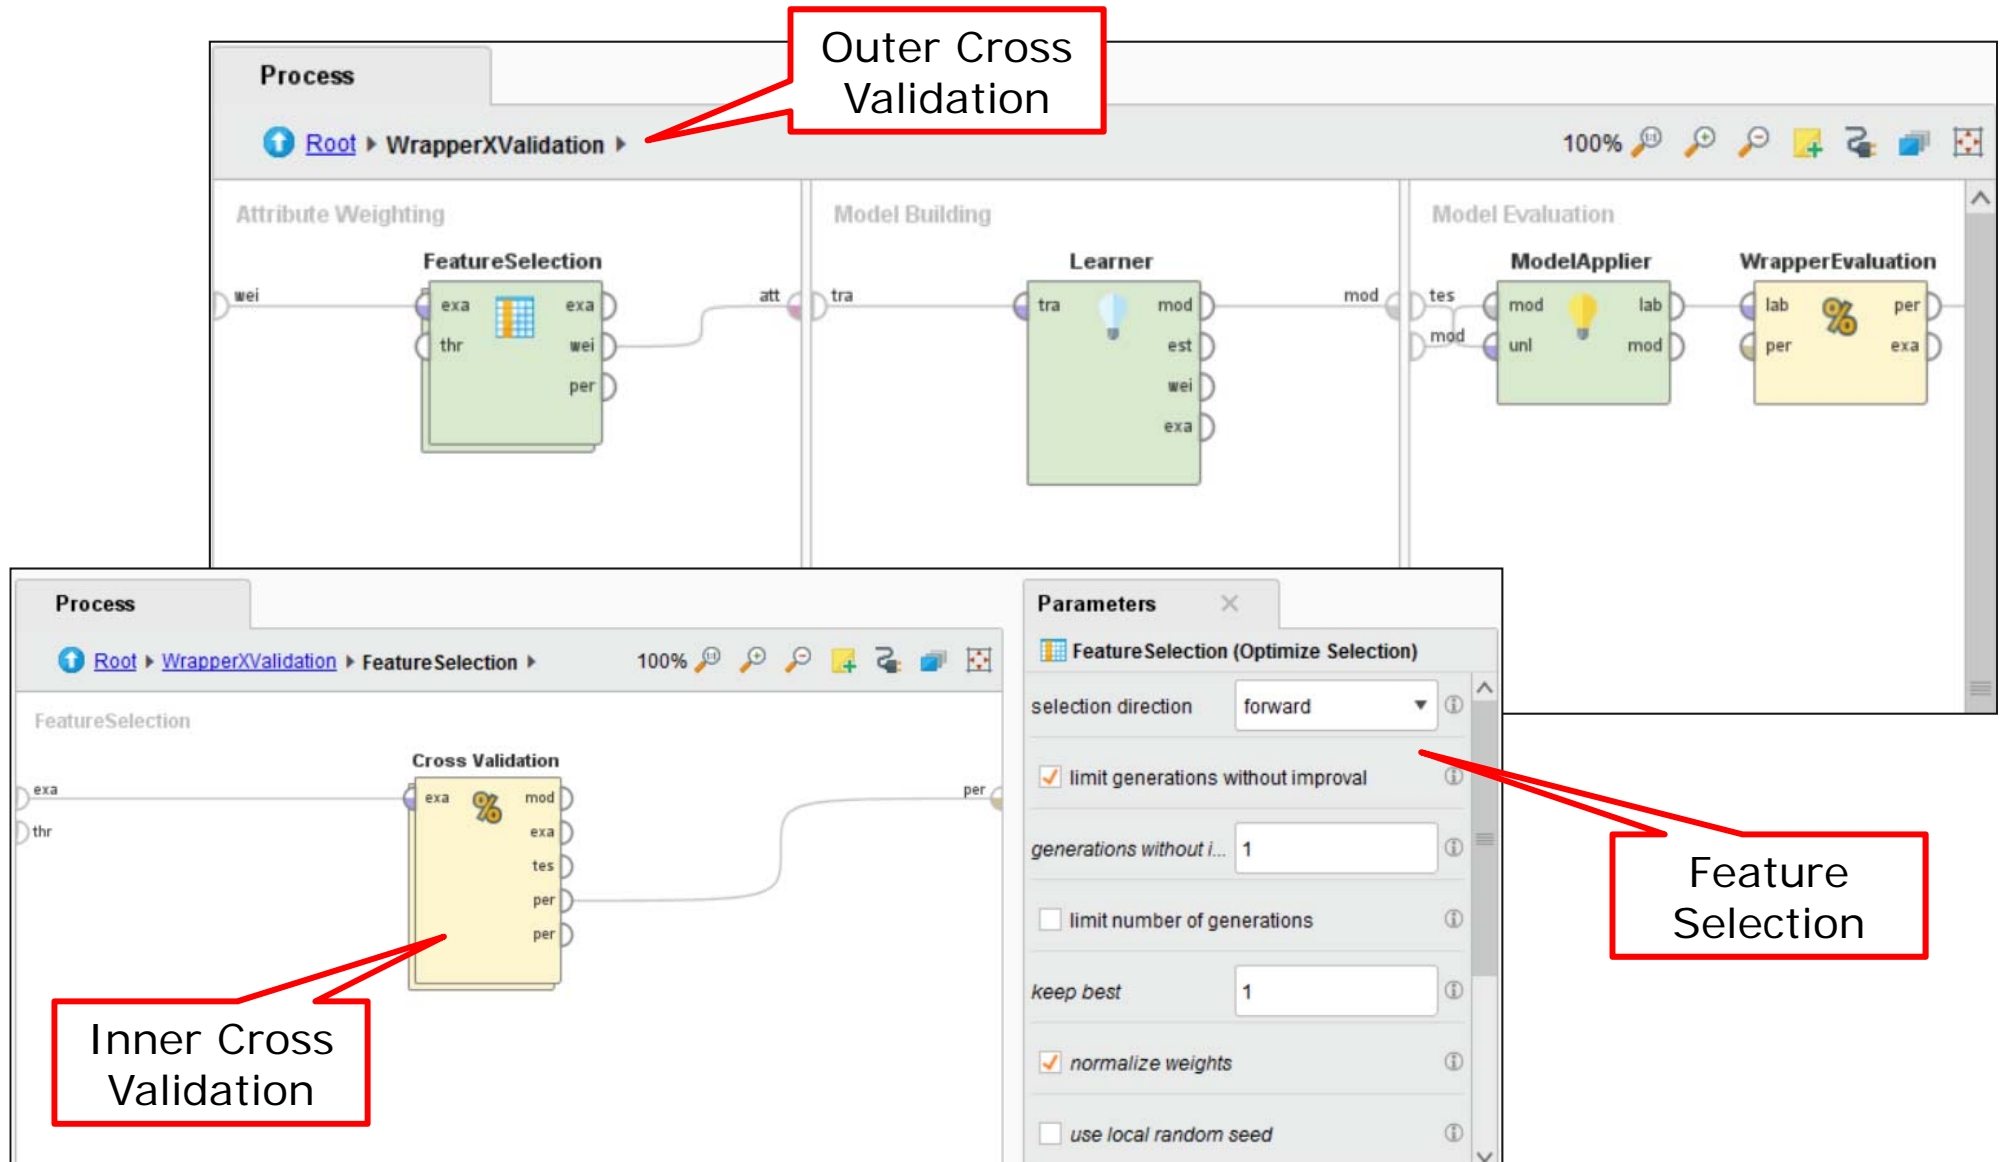 Outer Cross
Validation
Process
Root WrapperXValidation
100%
Attribute Weighting
Model Building
Model Evaluation
FeatureSelection
Learner
ModelApplier
WrapperEvaluation
wei
exa
exa
thr
wei
per
att
tra
tra
mod
est
wei
exa
mod
tes
mod
mod
lab
unl
mod
lab
per
per
exa
Process
Root WrapperXValidation FeatureSelection
100%
FeatureSelection
Cross Validation
exa
thr
exa
mod
exa
tes
per
per
per
Inner Cross
Validation
Parameters
FeatureSelection (Optimize Selection)
selection direction forward
limit generations without improval
generations without i... 1
limit number of generations
keep best 1
normalize weights
use local random seed
Feature
Selection